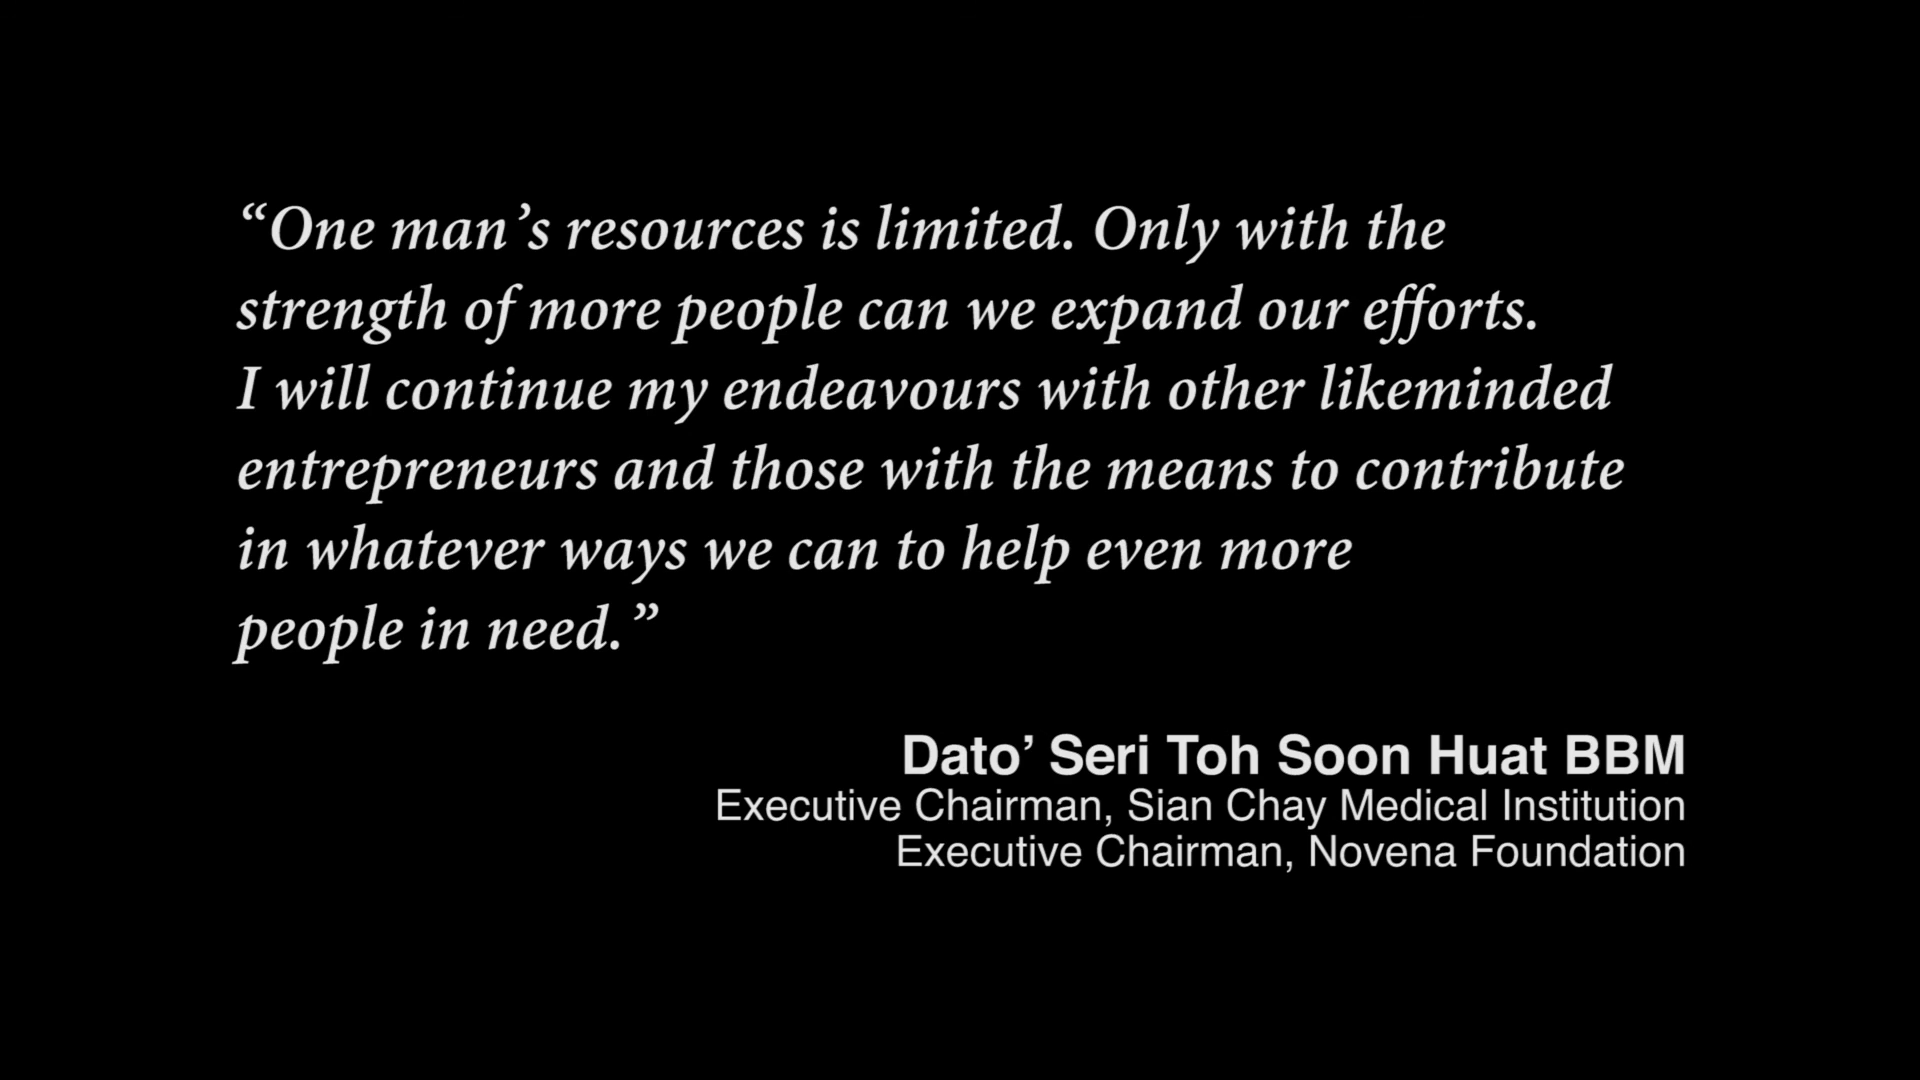 “One man’s resources is limited. Only with the
strength of more people can we expand our efforts.
I will continue my endeavours with other likeminded
entrepreneurs and those with the means to contribute
in whatever ways we can to help even more
people in need.”
Dato’ Seri Toh Soon Huat BBM
Executive Chairman, Sian Chay Medical Institution
Executive Chairman, Novena Foundation